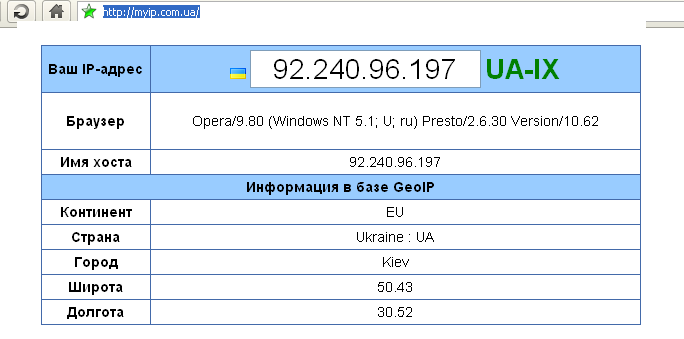 http://myip.com.ua/
Ваш IP-адрес 92.240.96.197 UA-IX
Браузер Opera/9.80 (Windows NT 5.1; U; ru) Presto/2.6.30 Version/10.62
Имя хоста 92.240.96.197
Информация в базе GeoIP
Континент EU
Страна Ukraine : UA
Город Kiev
Широта 50.43
Долгота 30.52